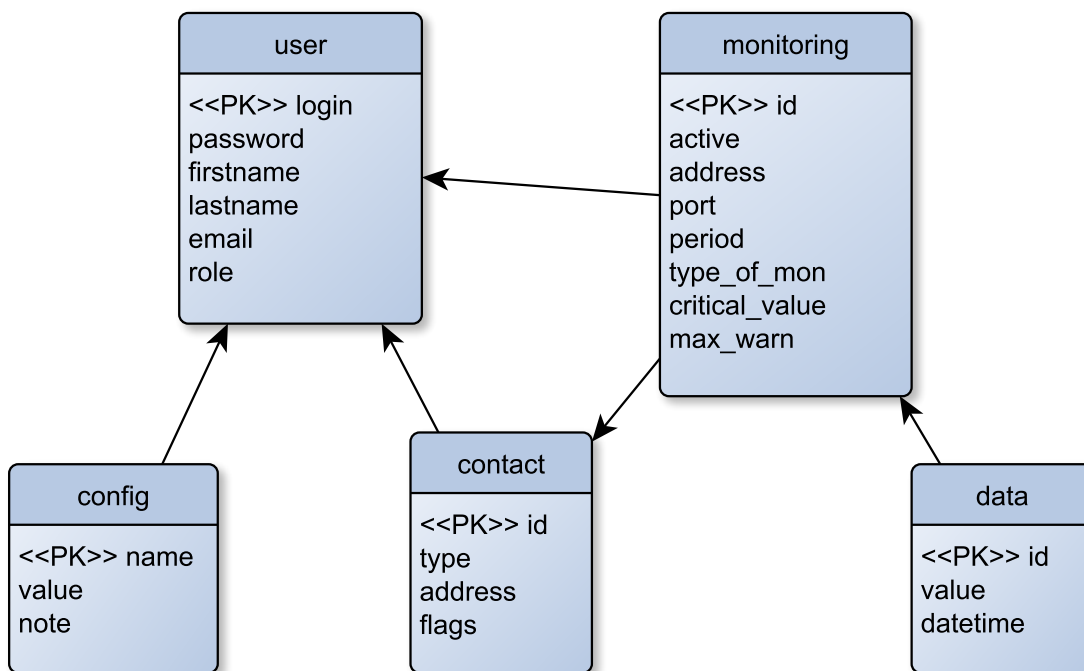 user
<<PK>> login
password
firstname
lastname
email
role
monitoring
<<PK>> id
active
address
port
period
type_of_mon
critical_value
max_warn
config
<<PK>> name
value
note
contact
<<PK>> id
type
address
flags
data
<<PK>> id
value
datetime